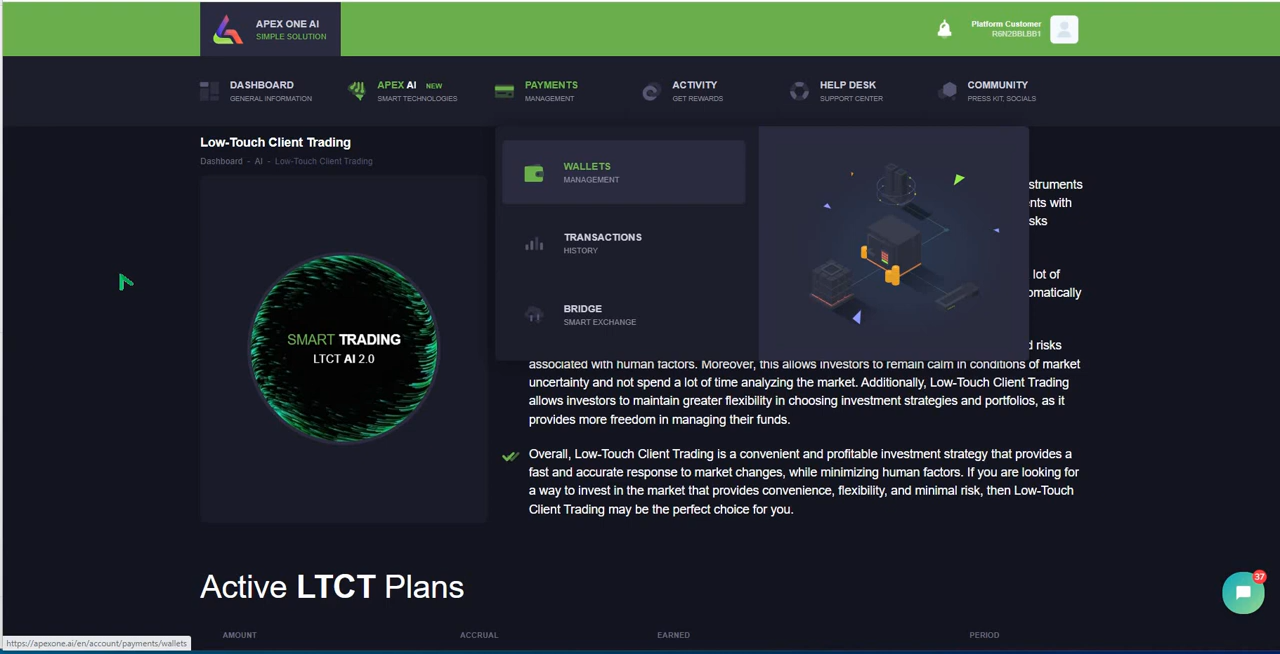 APEX ONE AI
SIMPLE SOLUTION
Platform Customer
R6N2BBLBB1
DASHBOARD
GENERAL INFORMATION
APEX AI NEW
SMART TECHNOLOGIES
PAYMENTS
MANAGEMENT
ACTIVITY
GET REWARDS
HELP DESK
SUPPORT CENTER
COMMUNITY
PRESS KIT, SOCIALS
Low-Touch Client Trading
Dashboard - AI - Low-Touch Client Trading
WALLETS
MANAGEMENT
TRANSACTIONS
HISTORY
BRIDGE
SMART EXCHANGE
struments
nts with
sks
lot of
omatically
d risks
associated with human factors. Moreover, this allows investors to remain calm in conditions of market
uncertainty and not spend a lot of time analyzing the market. Additionally, Low-Touch Client Trading
allows investors to maintain greater flexibility in choosing investment strategies and portfolios, as it
provides more freedom in managing their funds.
SMART TRADING
LTCT AI 2.0
Overall, Low-Touch Client Trading is a convenient and profitable investment strategy that provides a
fast and accurate response to market changes, while minimizing human factors. If you are looking for
a way to invest in the market that provides convenience, flexibility, and minimal risk, then Low-Touch
Client Trading may be the perfect choice for you.
Active LTCT Plans
AMOUNT ACCRUAL EARNED PERIOD
37
https://apexone.ai/en/account/payments/wallets